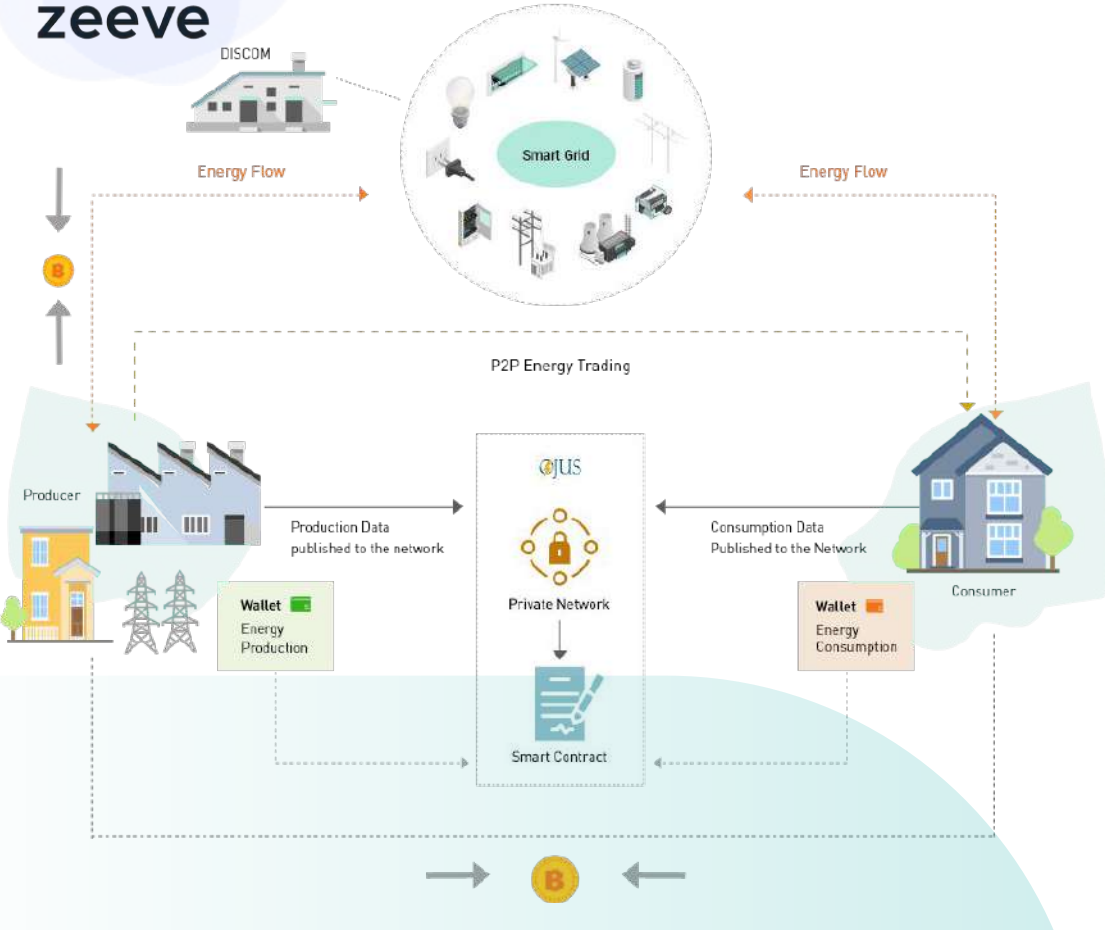 zeeve
DISCOM
Smart Grid
Energy Flow
Energy Flow
P2P Energy Trading
OJUS
Producer
Production Data
published to the network
Consumption Data
Published to the Network
Consumer
Private Network
Wallet
Energy
Production
Wallet
Energy
Consumption
Smart Contract